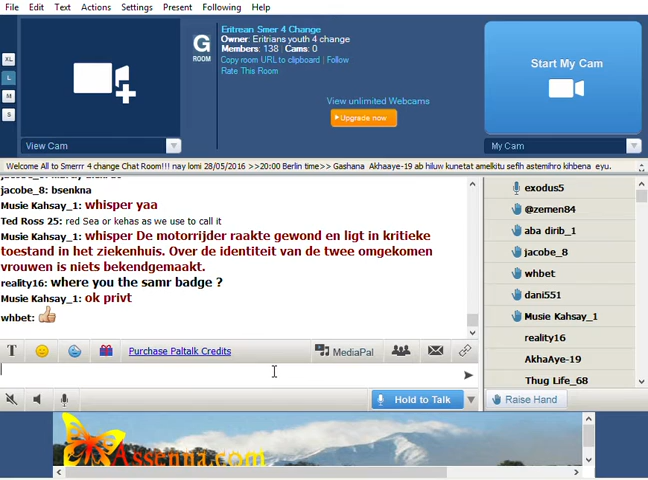 File Edit Text Actions Settings Present Following Help
XL
L
M
S
View Cam
G
ROOM
Eritrean Smer 4 Change
Owner: Eritrians youth 4 change
Members: 138 | Cams: 0
Copy room URL to clipboard | Follow
Rate This Room
View unlimited Webcams
Upgrade now
Start My Cam
My Cam
Welcome All to Smerrr 4 change Chat Room!!! nay lomi 28/05/2016 >>20:00 Berlin time>> Gashana Akhaaye-19 ab hiluw kunetat amelkitu sefih astemihro kihbena eyu.
jacobe_8: bsenkna
Musie Kahsay_1: whisper yaa
Ted Ross 25: red Sea or kehas as we use to call it
Musie Kahsay_1: whisper De motorrijder raakte gewond en ligt in kritieke
toestand in het ziekenhuis. Over de identiteit van de twee omgekomen
vrouwen is niets bekendgemaakt.
reality16: where you the samr badge ?
Musie Kahsay_1: ok privt
whbet:
T
Purchase Paltalk Credits
MediaPal
Hold to Talk
exodus5
@zemen84
aba dirib_1
jacobe_8
whbet
dani551
Musie Kahsay_1
reality16
AkhaAye-19
Thug Life_68
Raise Hand
Assenna.com